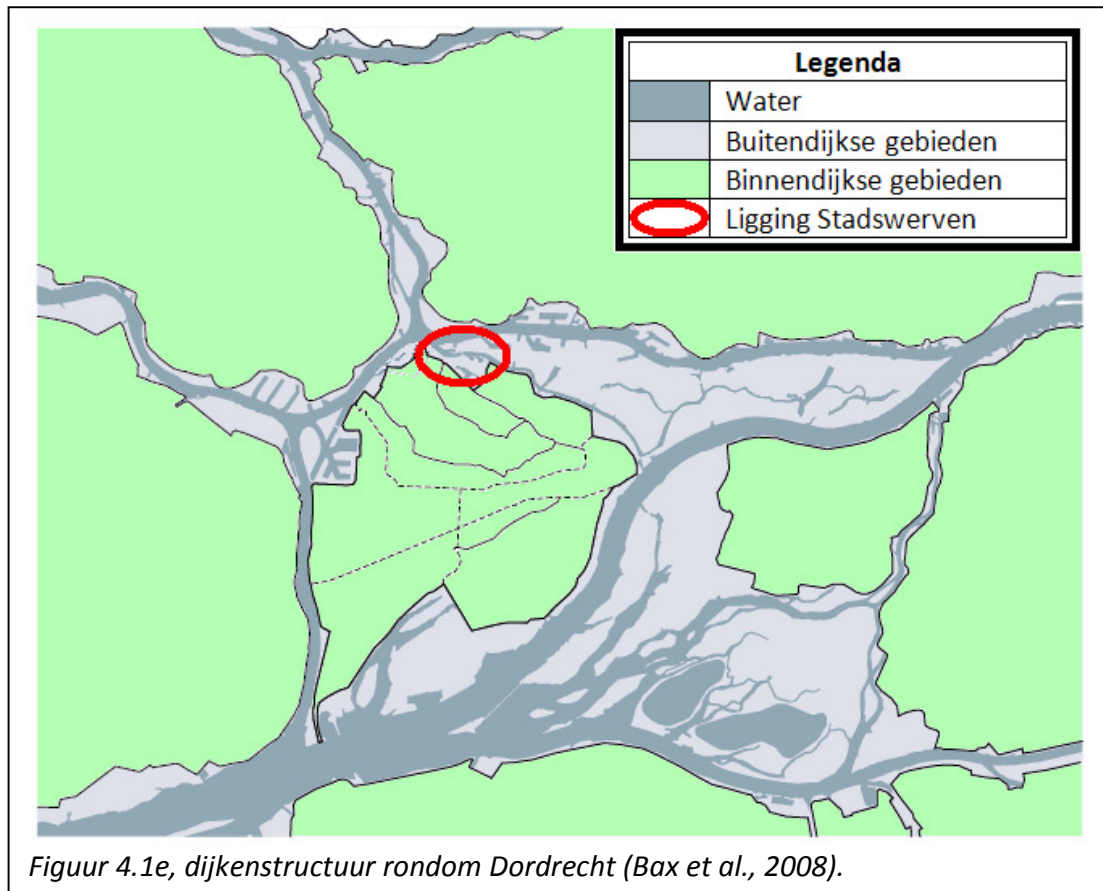 Legenda
Water
Buitendijkse gebieden
Binnendijkse gebieden
Ligging Stadswerven
Figuur 4.1e, dijkenstructuur rondom Dordrecht (Bax et al., 2008).